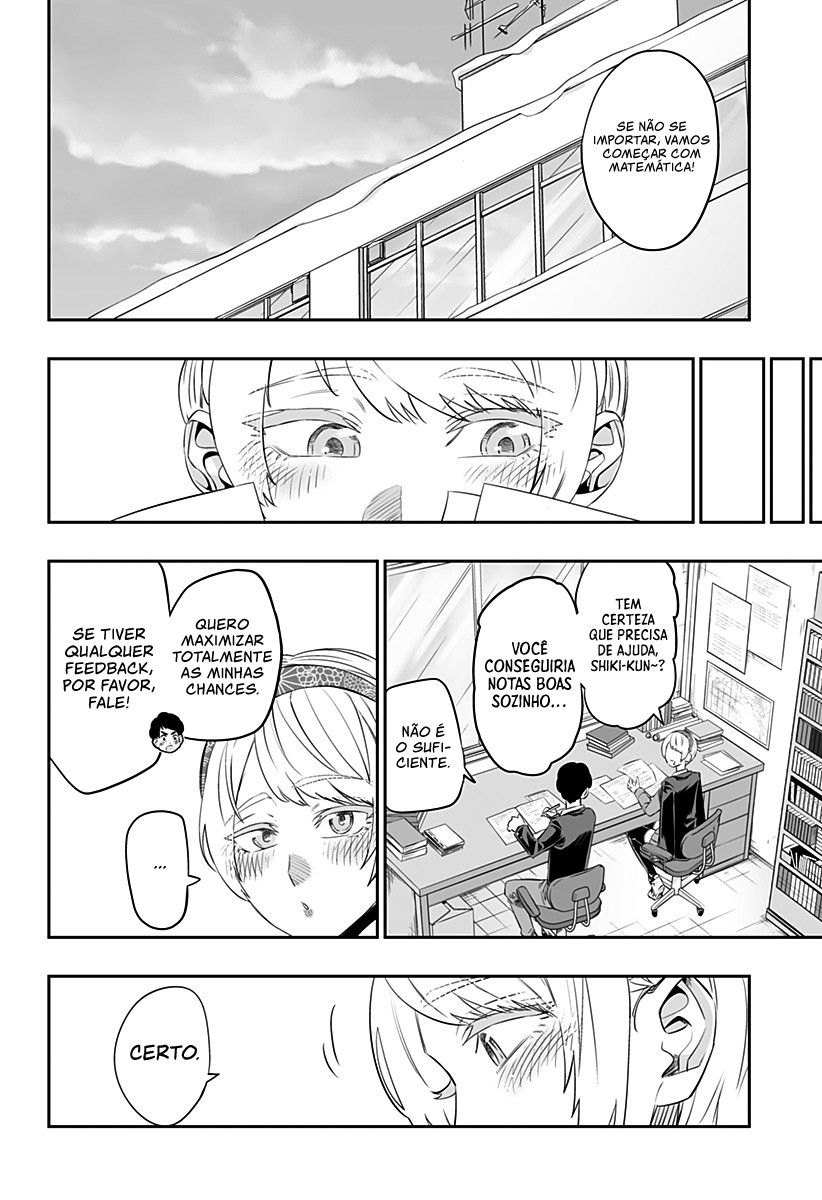 SE NÃO SE
IMPORTAR, VAMOS
COMEÇAR COM
MATEMÁTICA!
TEM
CERTEZA
QUE PRECISA
DE AJUDA,
SHIKI-KUN~?
VOCÊ
CONSEGUIRIA
NOTAS BOAS
SOZINHO...
NÃO É
O SUFI-
CIENTE.
QUERO
MAXIMIZAR
TOTALMENTE
AS MINHAS
CHANCES.
SE TIVER
QUALQUER
FEEDBACK,
POR FAVOR,
FALE!
...
CERTO.